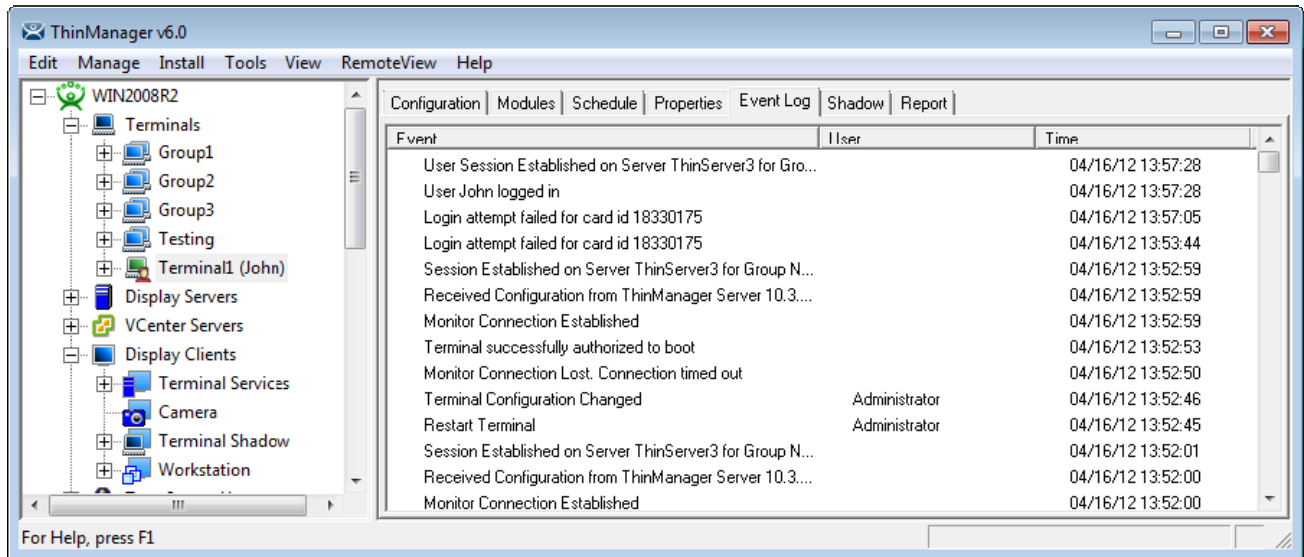 ThinManager v6.0
Edit Manage Install Tools View RemoteView Help
WIN2008R2
Terminals
Group1
Group2
Group3
Testing
Terminal1 (John)
Display Servers
VCenter Servers
Display Clients
Terminal Services
Camera
Terminal Shadow
Workstation
Configuration Modules Schedule Properties Event Log Shadow Report
Event User Time
User Session Established on Server ThinServer3 for Gro... 04/16/12 13:57:28
User John logged in 04/16/12 13:57:28
Login attempt failed for card id 18330175 04/16/12 13:57:05
Login attempt failed for card id 18330175 04/16/12 13:53:44
Session Established on Server ThinServer3 for Group N... 04/16/12 13:52:59
Received Configuration from ThinManager Server 10.3.... 04/16/12 13:52:59
Monitor Connection Established 04/16/12 13:52:59
Terminal successfully authorized to boot 04/16/12 13:52:53
Monitor Connection Lost. Connection timed out 04/16/12 13:52:50
Terminal Configuration Changed Administrator 04/16/12 13:52:46
Restart Terminal Administrator 04/16/12 13:52:45
Session Established on Server ThinServer3 for Group N... 04/16/12 13:52:01
Received Configuration from ThinManager Server 10.3.... 04/16/12 13:52:00
Monitor Connection Established 04/16/12 13:52:00
For Help, press F1